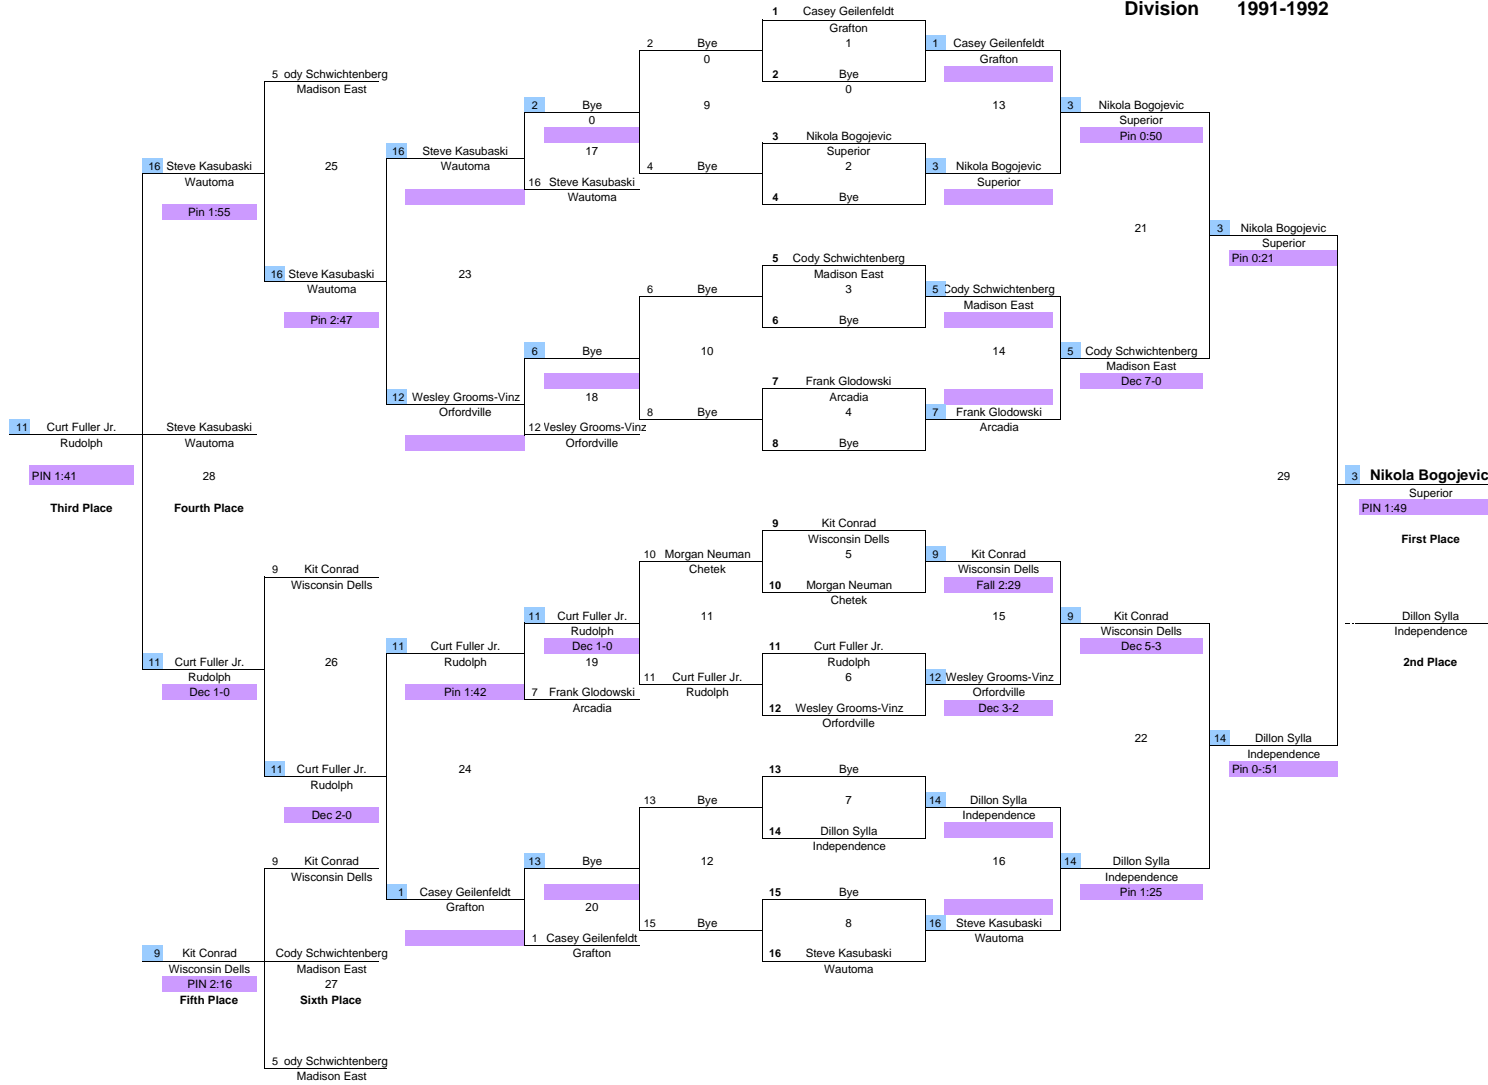 Division 1991-1992
1 Casey Geilenfeldt
Grafton
1
2 Bye
0
3 Nikola Bogojevic
Superior
2
4 Bye
5 Cody Schwichtenberg
Madison East
3
6 Bye
7 Frank Glodowski
Arcadia
4
8 Bye
9 Kit Conrad
Wisconsin Dells
5
10 Morgan Neuman
Chetek
11 Curt Fuller Jr.
Rudolph
6
12 Wesley Grooms-Vinz
Orfordville
13 Bye
7
14 Dillon Sylla
Independence
15 Bye
8
16 Steve Kasubaski
Wautoma
1 Casey Geilenfeldt
Grafton
13
3 Nikola Bogojevic
Superior
5 Cody Schwichtenberg
Madison East
14
7 Frank Glodowski
Arcadia
9 Kit Conrad
Wisconsin Dells
Fall 2:29
15
12 Wesley Grooms-Vinz
Orfordville
Dec 3-2
14 Dillon Sylla
Independence
16
16 Steve Kasubaski
Wautoma
3 Nikola Bogojevic
Superior
Pin 0:50
21
5 Cody Schwichtenberg
Madison East
Dec 7-0
9 Kit Conrad
Wisconsin Dells
Dec 5-3
22
14 Dillon Sylla
Independence
Pin 1:25
3 Nikola Bogojevic
Superior
Pin 0:21
29
14 Dillon Sylla
Independence
Pin 0-:51
3 Nikola Bogojevic
Superior
PIN 1:49
First Place
Dillon Sylla
Independence
2nd Place
2 Bye
0
9
4 Bye
6 Bye
10
8 Bye
10 Morgan Neuman
Chetek
11
11 Curt Fuller Jr.
Rudolph
13 Bye
12
15 Bye
2 Bye
0
17
16 Steve Kasubaski
Wautoma
6 Bye
18
12 Wesley Grooms-Vinz
Orfordville
11 Curt Fuller Jr.
Rudolph
Dec 1-0
19
7 Frank Glodowski
Arcadia
13 Bye
20
1 Casey Geilenfeldt
Grafton
16 Steve Kasubaski
Wautoma
23
12 Wesley Grooms-Vinz
Orfordville
11 Curt Fuller Jr.
Rudolph
Pin 1:42
24
1 Casey Geilenfeldt
Grafton
5 ody Schwichtenberg
Madison East
25
16 Steve Kasubaski
Wautoma
Pin 2:47
9 Kit Conrad
Wisconsin Dells
26
11 Curt Fuller Jr.
Rudolph
Dec 2-0
16 Steve Kasubaski
Wautoma
Pin 1:55
11 Curt Fuller Jr.
Rudolph
Dec 1-0
11 Curt Fuller Jr.
Rudolph
PIN 1:41
Third Place
Steve Kasubaski
Wautoma
28
Fourth Place
9 Kit Conrad
Wisconsin Dells
9 Kit Conrad
Wisconsin Dells
PIN 2:16
Fifth Place
Cody Schwichtenberg
Madison East
27
Sixth Place
5 ody Schwichtenberg
Madison East